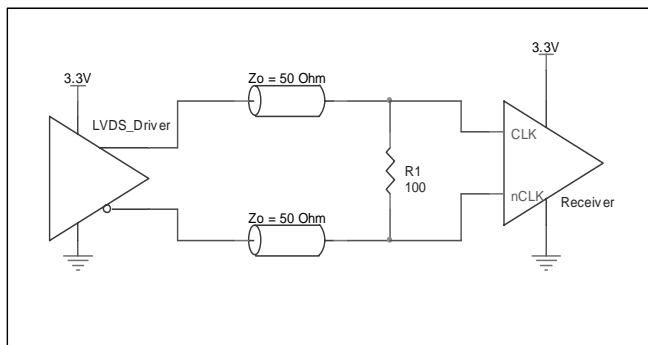 3.3V
LVDS_Driver
Zo = 50 Ohm
3.3V
CLK
R1
100
nCLK
Receiver
Zo = 50 Ohm